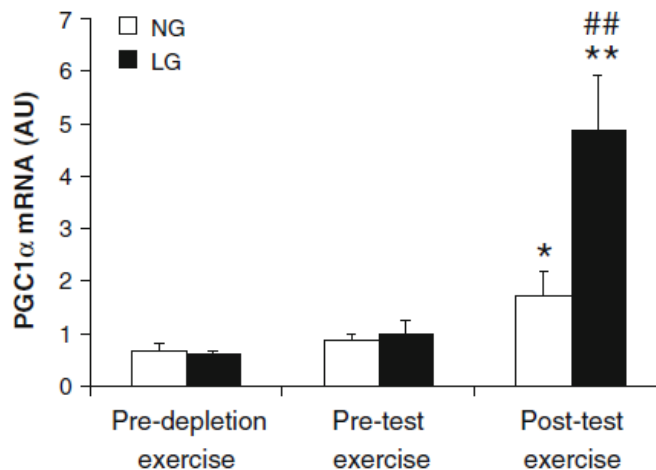 PGC1α mRNA (AU)
7
6
5
4
3
2
1
0
NG
LG
*
##
**
Pre-depletion exercise
Pre-test exercise
Post-test exercise